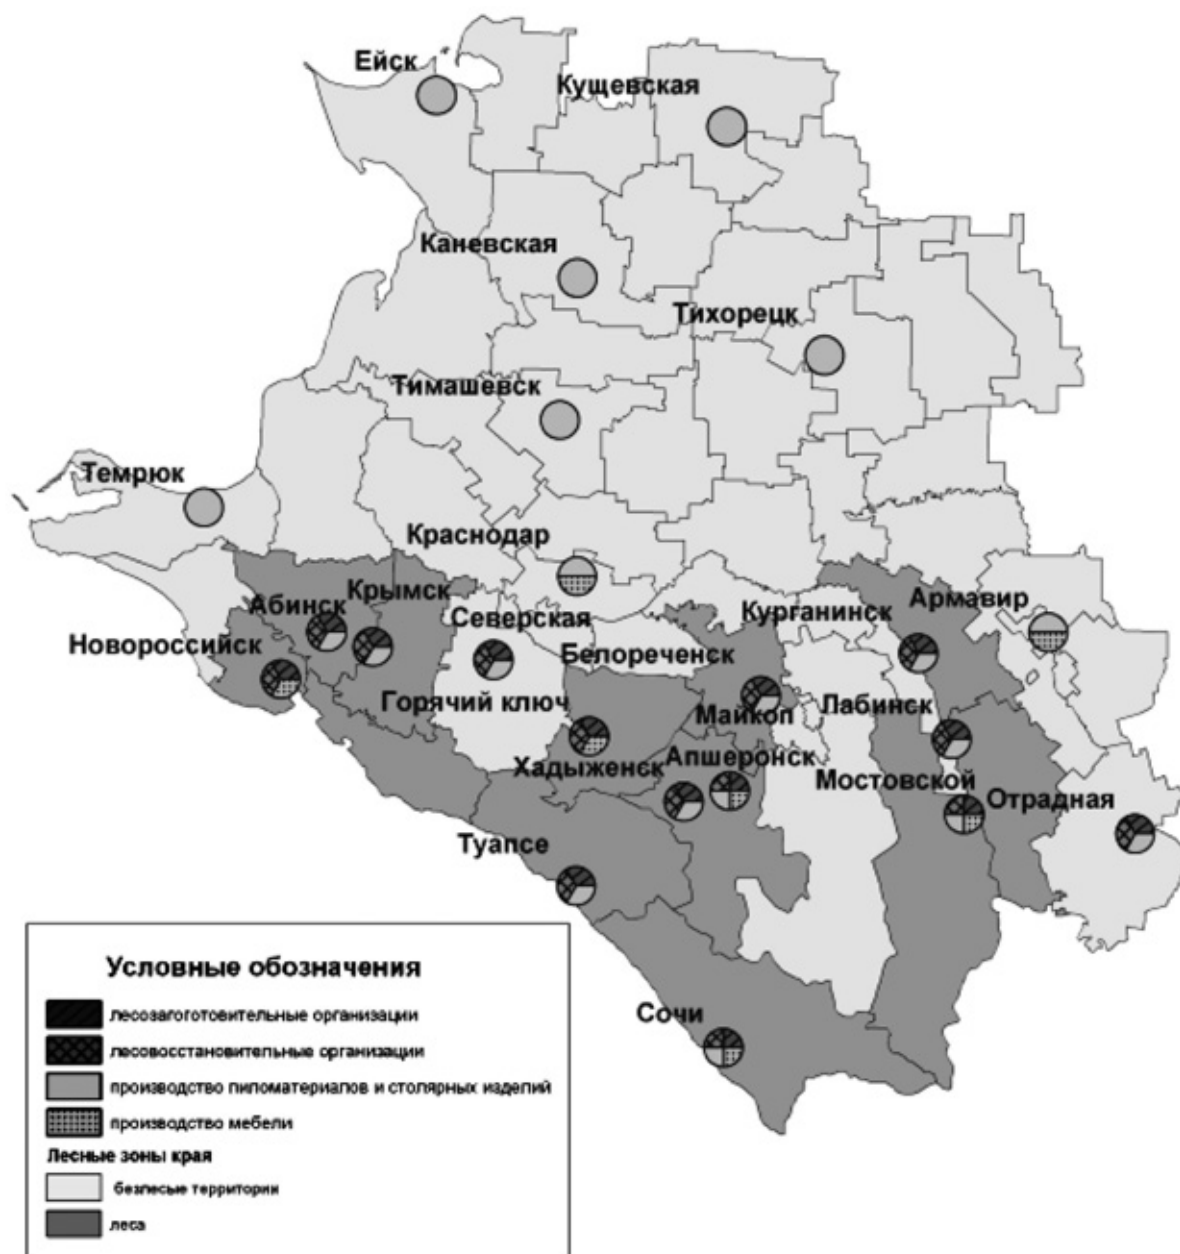 Ейск
Кущевская
Каневская
Тихорецк
Тимашевск
Темрюк
Краснодар
Крымск
Абинск
Северская
Курганинск
Армавир
Новороссийск
Белореченск
Горячий ключ
Майкоп
Лабинск
Хадыженск
Апшеронск
Мостовской
Отрадная
Туапсе
Сочи
Условные обозначения
лесозаготовительные организации
лесовосстановительные организации
производство пиломатериалов и столярных изделий
производство мебели
Лесные зоны края
безлесые территории
леса